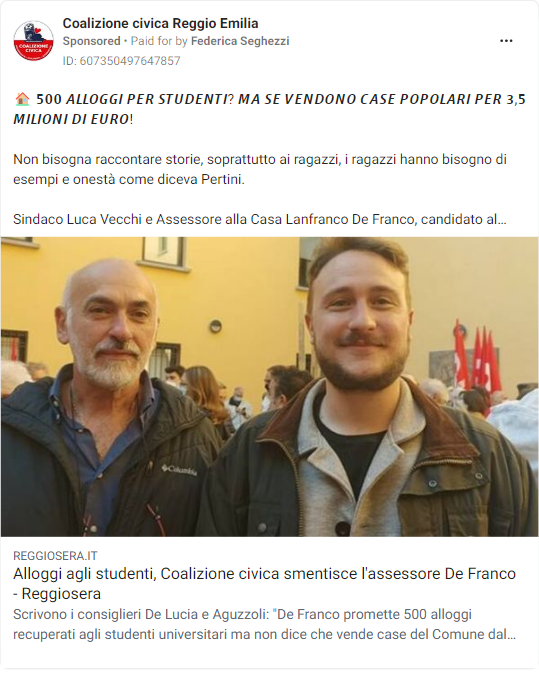 Coalizione civica Reggio Emilia
Sponsored • Paid for by Federica Seghezzi
ID: 607350497647857
COALIZIONE
CIVICA
🏠 500 ALLOGGI PER STUDENTI? MA SE VENDONO CASE POPOLARI PER 3,5
MILIONI DI EURO!
Non bisogna raccontare storie, soprattutto ai ragazzi, i ragazzi hanno bisogno di
esempi e onestà come diceva Pertini.
Sindaco Luca Vecchi e Assessore alla Casa Lanfranco De Franco, candidato al...
Columbia
REGGIOSERA.IT
Alloggi agli studenti, Coalizione civica smentisce l'assessore De Franco
- Reggiosera
Scrivono i consiglieri De Lucia e Aguzzoli: "De Franco promette 500 alloggi
recuperati agli studenti universitari ma non dice che vende case del Comune dal...